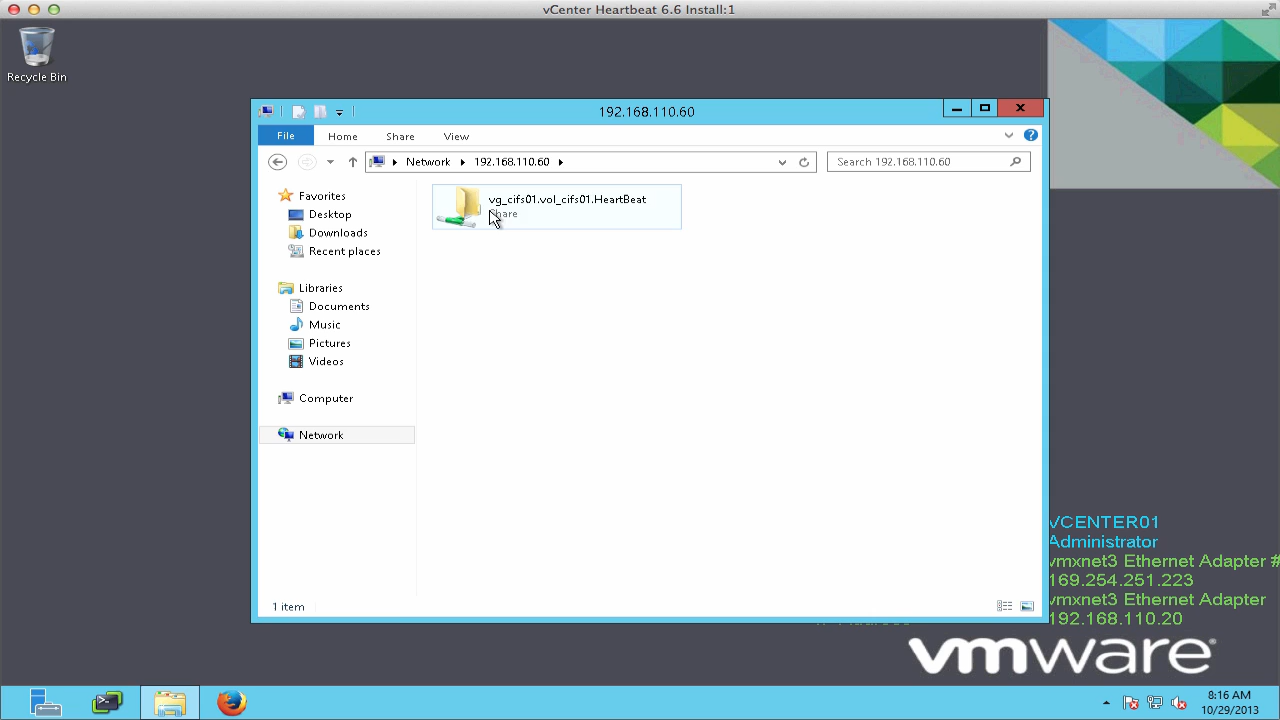 vCenter Heartbeat 6.6 Install:1
Recycle Bin
192.168.110.60
File Home Share View
Network 192.168.110.60
Search 192.168.110.60
Favorites
Desktop
Downloads
Recent places
Libraries
Documents
Music
Pictures
Videos
Computer
Network
vg_cifs01.vol_cifs01.HeartBeat
Share
1 item
VCENTER01
Administrator
vmxnet3 Ethernet Adapter #
169.254.251.223
vmxnet3 Ethernet Adapter
192.168.110.20
vmware
8:16 AM
10/29/2013